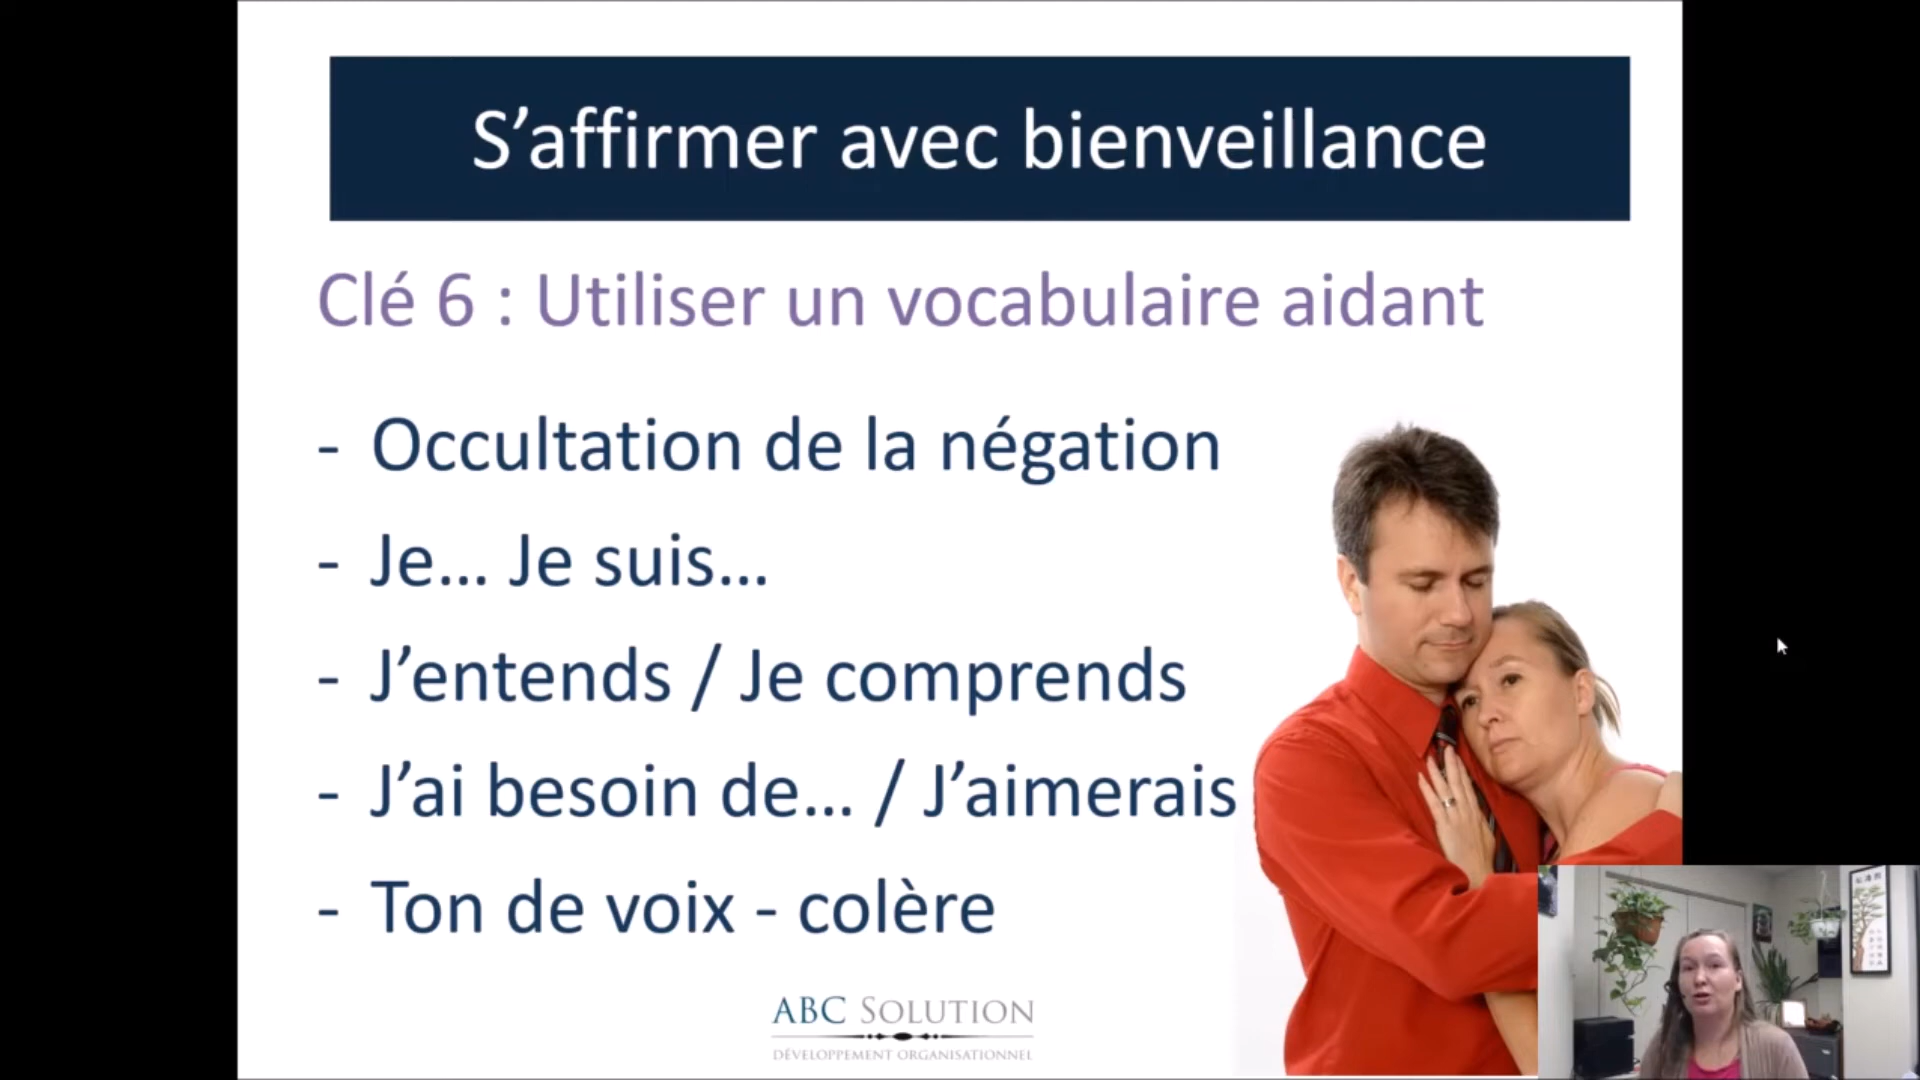 S’affirmer avec bienveillance
Clé 6 : Utiliser un vocabulaire aidant
- Occultation de la négation
- Je… Je suis…
- J’entends / Je comprends
- J’ai besoin de… / J’aimerais
- Ton de voix - colère
ABC SOLUTION
DÉVELOPPEMENT ORGANISATIONNEL